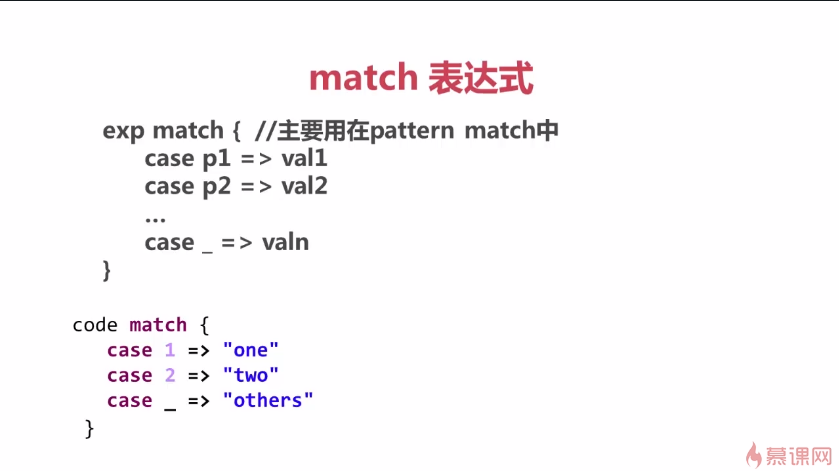 match 表达式
exp match { //主要用在pattern match中
case p1 => val1
case p2 => val2
...
case _ => valn
}
code match {
case 1 => "one"
case 2 => "two"
case _ => "others"
}
慕课网